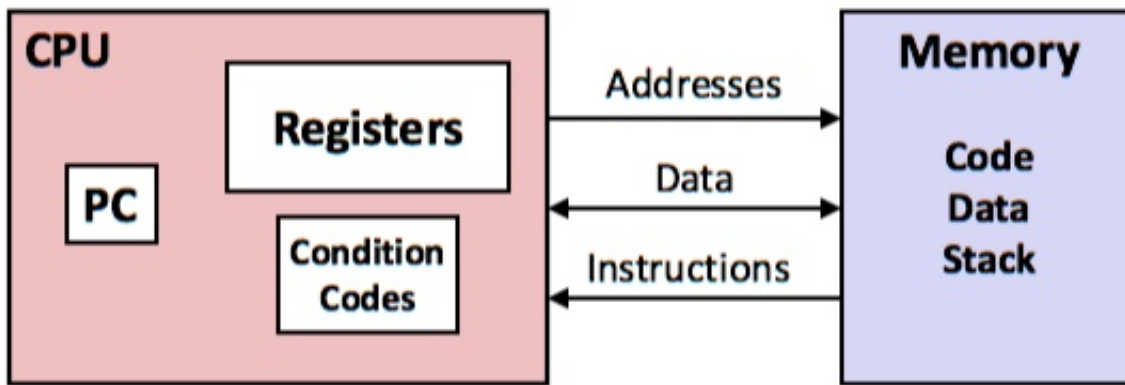 CPU
Registers
PC
Condition
Codes
Addresses
Data
Instructions
Memory
Code
Data
Stack